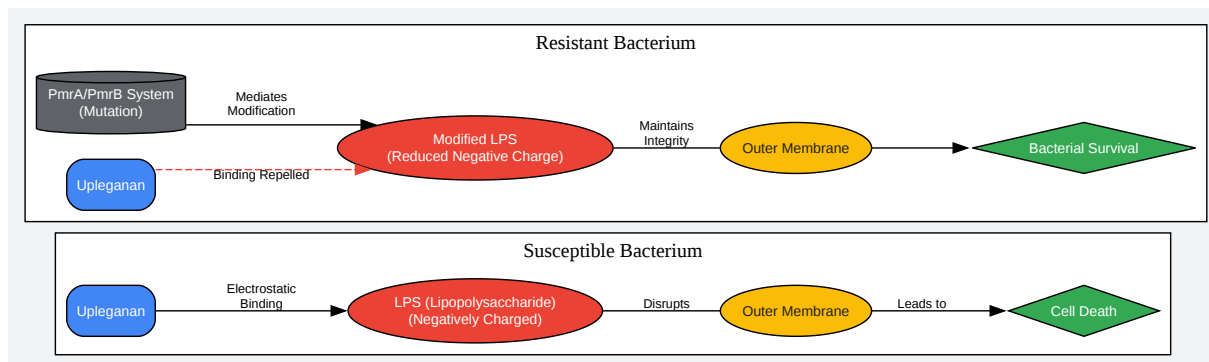 Resistant Bacterium
PmrA/PmrB System
(Mutation)
Mediates
Modification
Upleganan
Binding Repelled
Modified LPS
(Reduced Negative Charge)
Maintains
Integrity
Outer Membrane
Bacterial Survival
Susceptible Bacterium
Upleganan
Electrostatic
Binding
LPS (Lipopolysaccharide)
(Negatively Charged)
Disrupts
Outer Membrane
Leads to
Cell Death